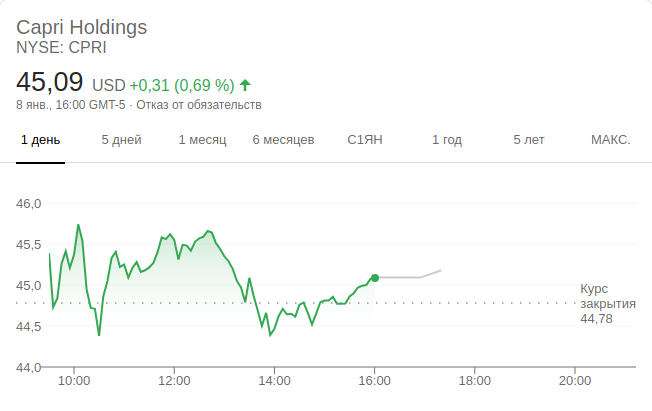 Capri Holdings
NYSE: CPRI
45,09 USD +0,31 (0,69 %)
8 янв., 16:00 GMT-5 · Отказ от обязательств
1 день 5 дней 1 месяц 6 месяцев С1ЯН 1 год 5 лет МАКС.
46,0
45,5
45,0
Курс
закрытия
44,78
44,5
44,0
10:00 12:00 14:00 16:00 18:00 20:00